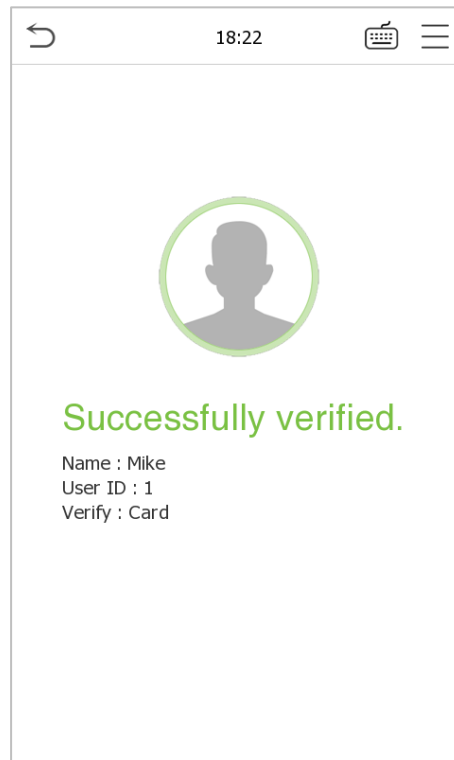 18:22
Successfully verified.
Name : Mike
User ID : 1
Verify : Card